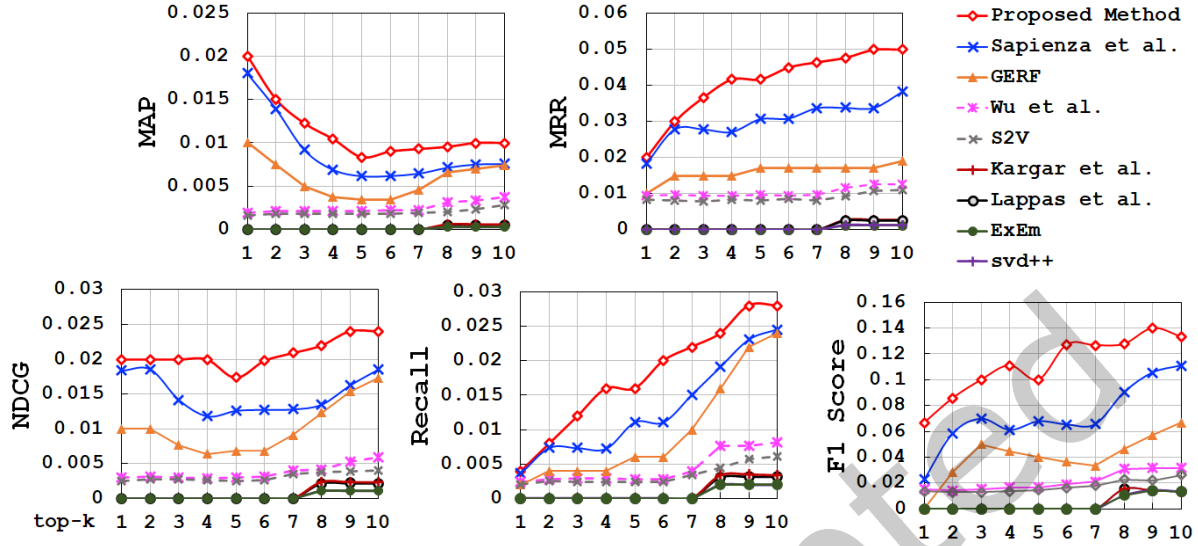 MAP
0.025
0.02
0.015
0.01
0.005
0
1 2 3 4 5 6 7 8 9 10
MRR
0.06
0.05
0.04
0.03
0.02
0.01
0
1 2 3 4 5 6 7 8 9 10
Proposed Method
Sapienza et al.
GERF
Wu et al.
S2V
Kargar et al.
Lappas et al.
ExEm
svd++
NDCG
0.03
0.025
0.02
0.015
0.01
0.005
0
top-k 1 2 3 4 5 6 7 8 9 10
Recall
0.03
0.025
0.02
0.015
0.01
0.005
0
1 2 3 4 5 6 7 8 9 10
F1 Score
0.16
0.14
0.12
0.1
0.08
0.06
0.04
0.02
0
1 2 3 4 5 6 7 8 9 10
ted